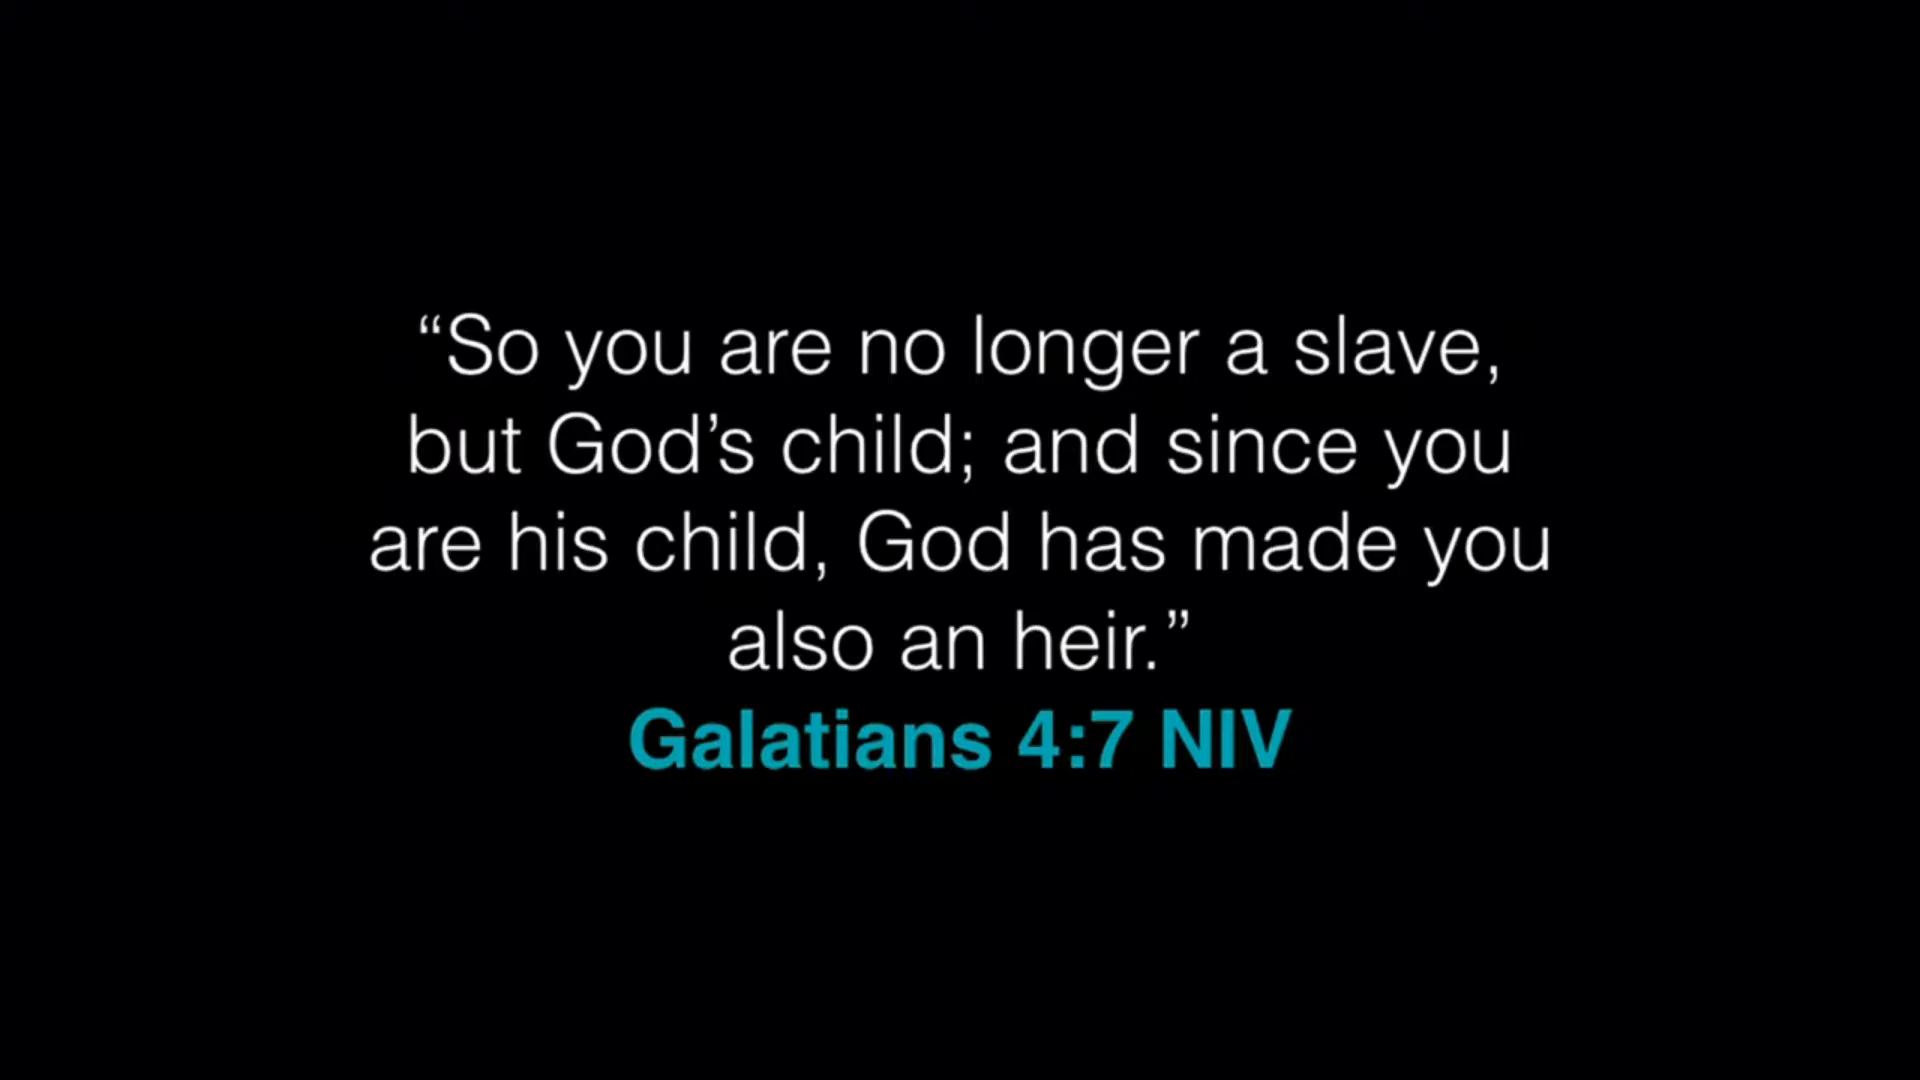 “So you are no longer a slave,
but God’s child; and since you
are his child, God has made you
also an heir.”
Galatians 4:7 NIV